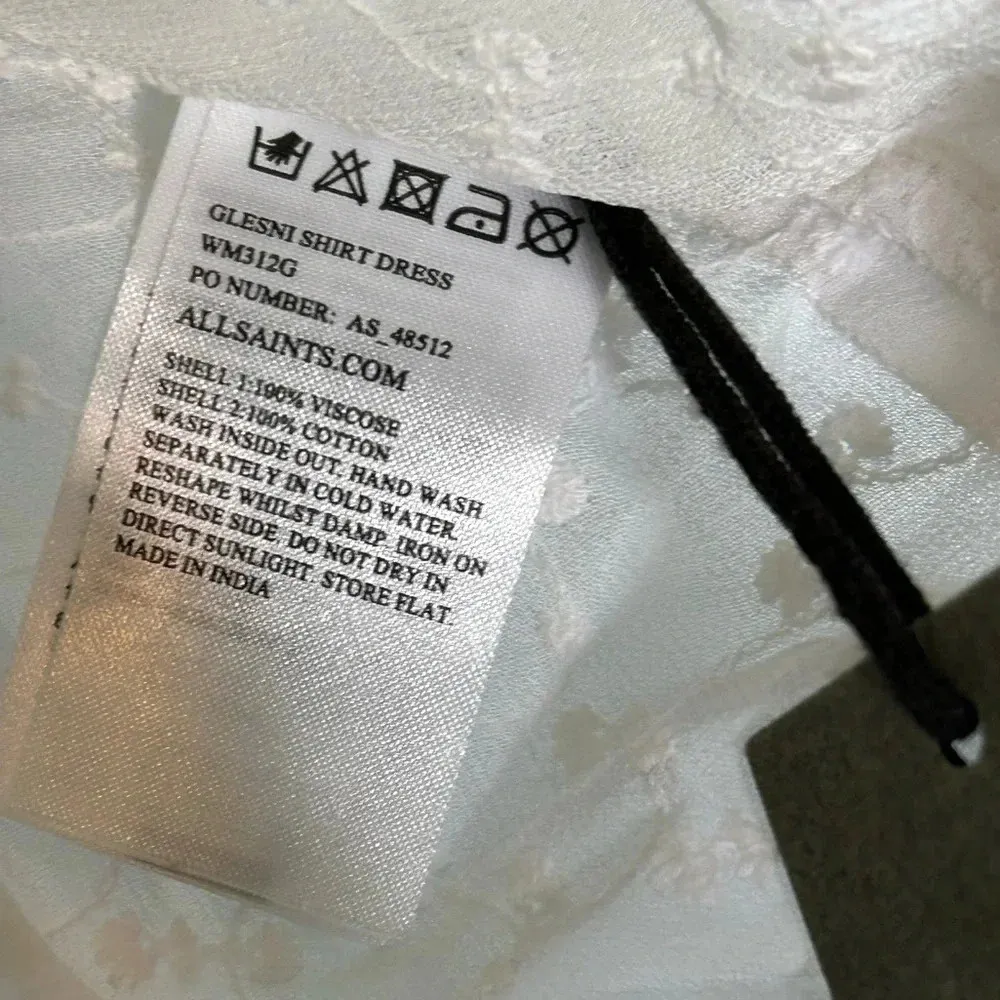 GLESNI SHIRT DRESS
WM312G
PO NUMBER: AS_48512
ALLSAINTS.COM
SHELL 1:100% VISCOSE
SHELL 2:100% COTTON
WASH INSIDE OUT. HAND WASH
SEPARATELY IN COLD WATER.
RESHAPE WHILST DAMP. IRON ON
REVERSE SIDE. DO NOT DRY IN
DIRECT SUNLIGHT. STORE FLAT.
MADE IN INDIA